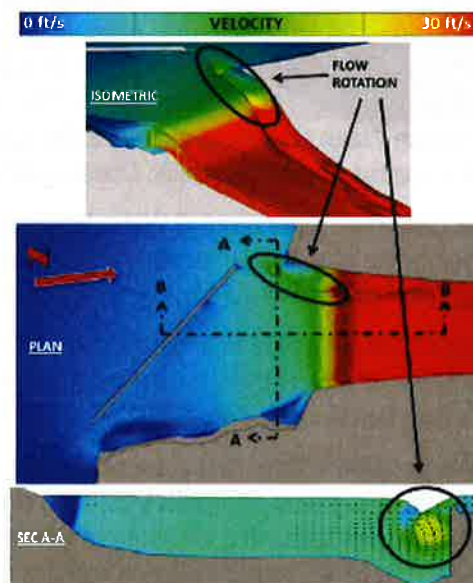 0 ft/s VELOCITY 30 ft/s
FLOW
ROTATION
ISOMETRIC
A
B
A
B
A
PLAN
A
SEC A-A